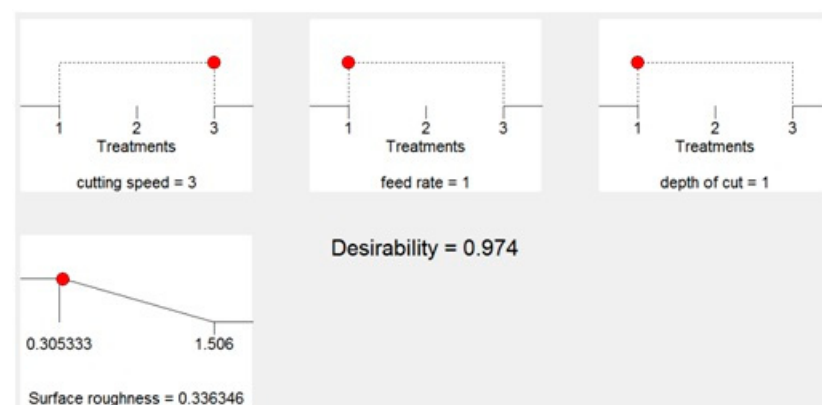 1 2 3
Treatments
cutting speed = 3
1 2 3
Treatments
feed rate = 1
1 2 3
Treatments
depth of cut = 1
Desirability = 0.974
0.305333 1.506
Surface roughness = 0.336346